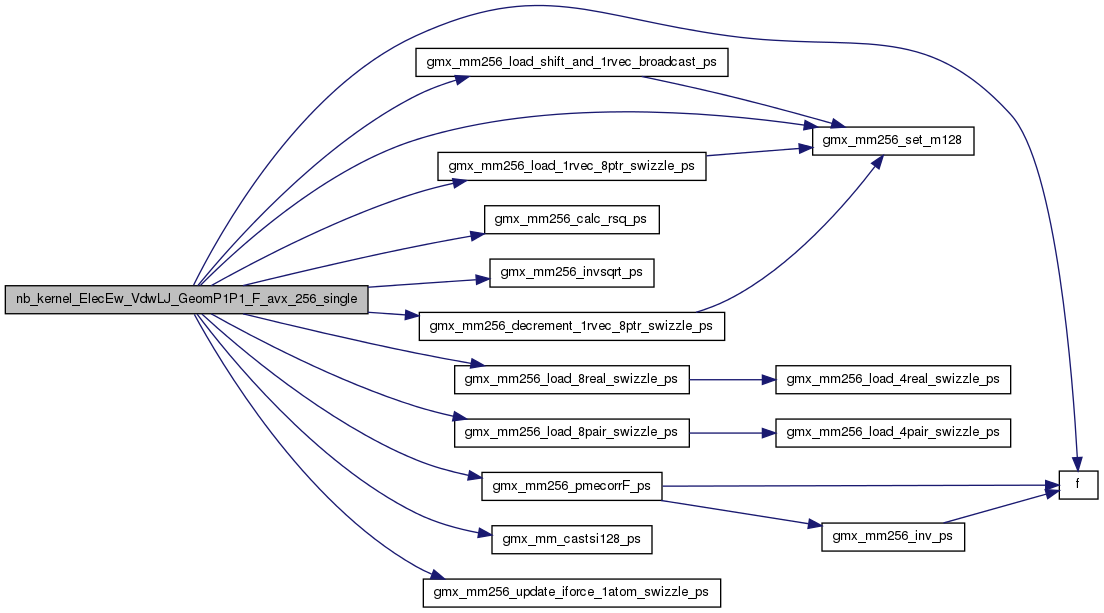 gmx_mm256_load_shift_and_1rvec_broadcast_ps
gmx_mm256_set_m128
gmx_mm256_load_1rvec_8ptr_swizzle_ps
gmx_mm256_calc_rsq_ps
gmx_mm256_invsqrt_ps
nb_kernel_ElecEw_VdwLJ_GeomP1P1_F_avx_256_single
gmx_mm256_decrement_1rvec_8ptr_swizzle_ps
gmx_mm256_load_8real_swizzle_ps
gmx_mm256_load_4real_swizzle_ps
gmx_mm256_load_8pair_swizzle_ps
gmx_mm256_load_4pair_swizzle_ps
gmx_mm256_pmecorrF_ps
f
gmx_mm256_inv_ps
gmx_mm_castsi128_ps
gmx_mm256_update_iforce_1atom_swizzle_ps